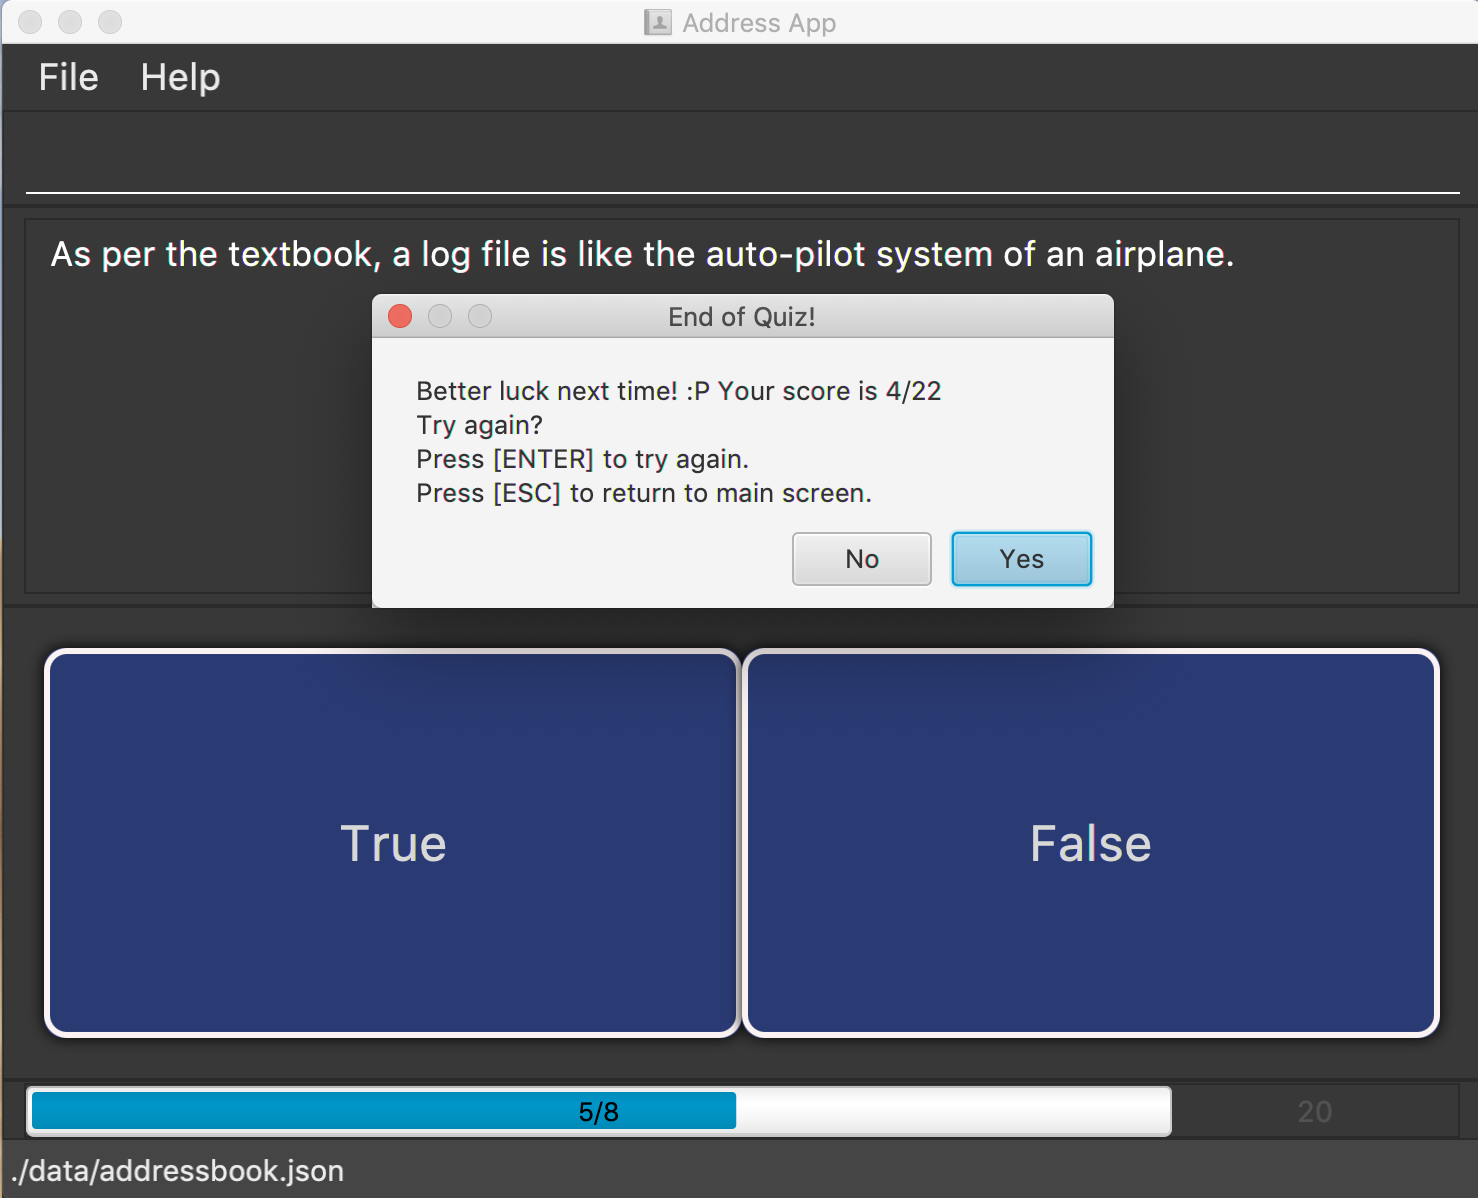 Address App
File Help
As per the textbook, a log file is like the auto-pilot system of an airplane.
End of Quiz!
Better luck next time! :P Your score is 4/22
Try again?
Press [ENTER] to try again.
Press [ESC] to return to main screen.
No Yes
True False
5/8 20
./data/addressbook.json